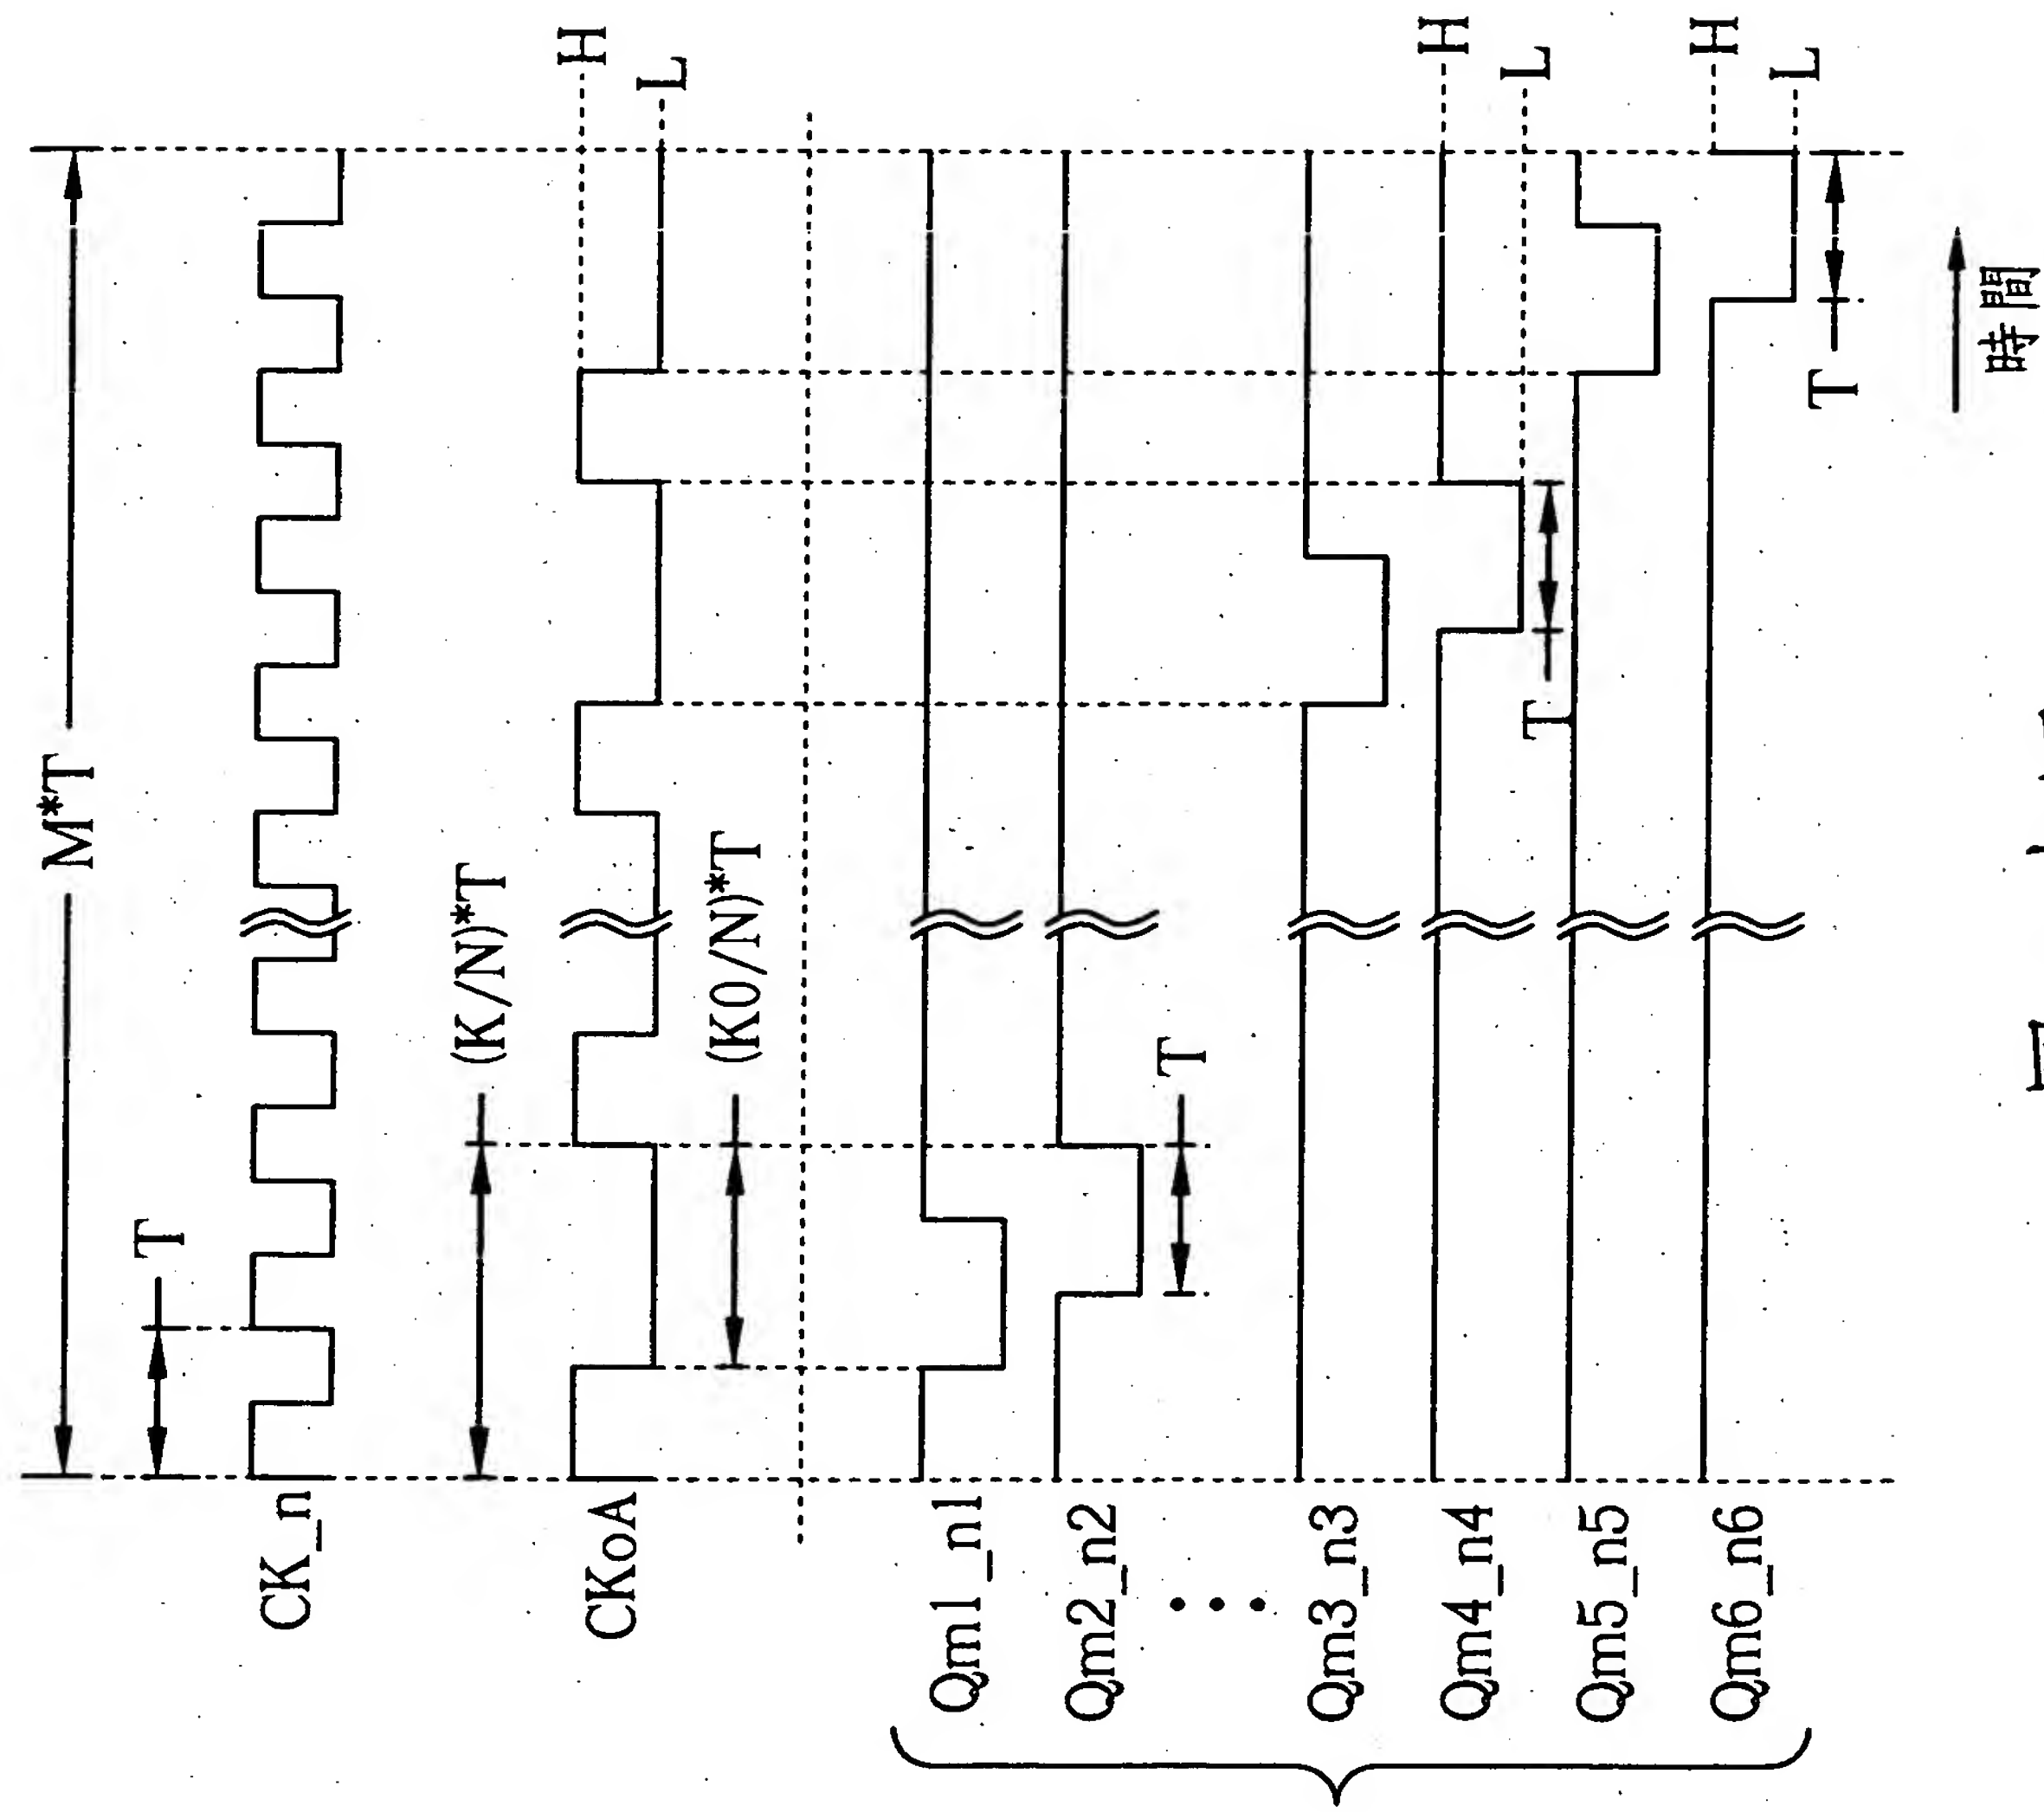 M*T
T
CK_n
(K/N)*T
H
L
CKoA
(K0/N)*T
Qm1_n1
Qm2_n2
T
Qm3_n3
H
L
Qm4_n4
T
Qm5_n5
H
L
Qm6_n6
T
時間